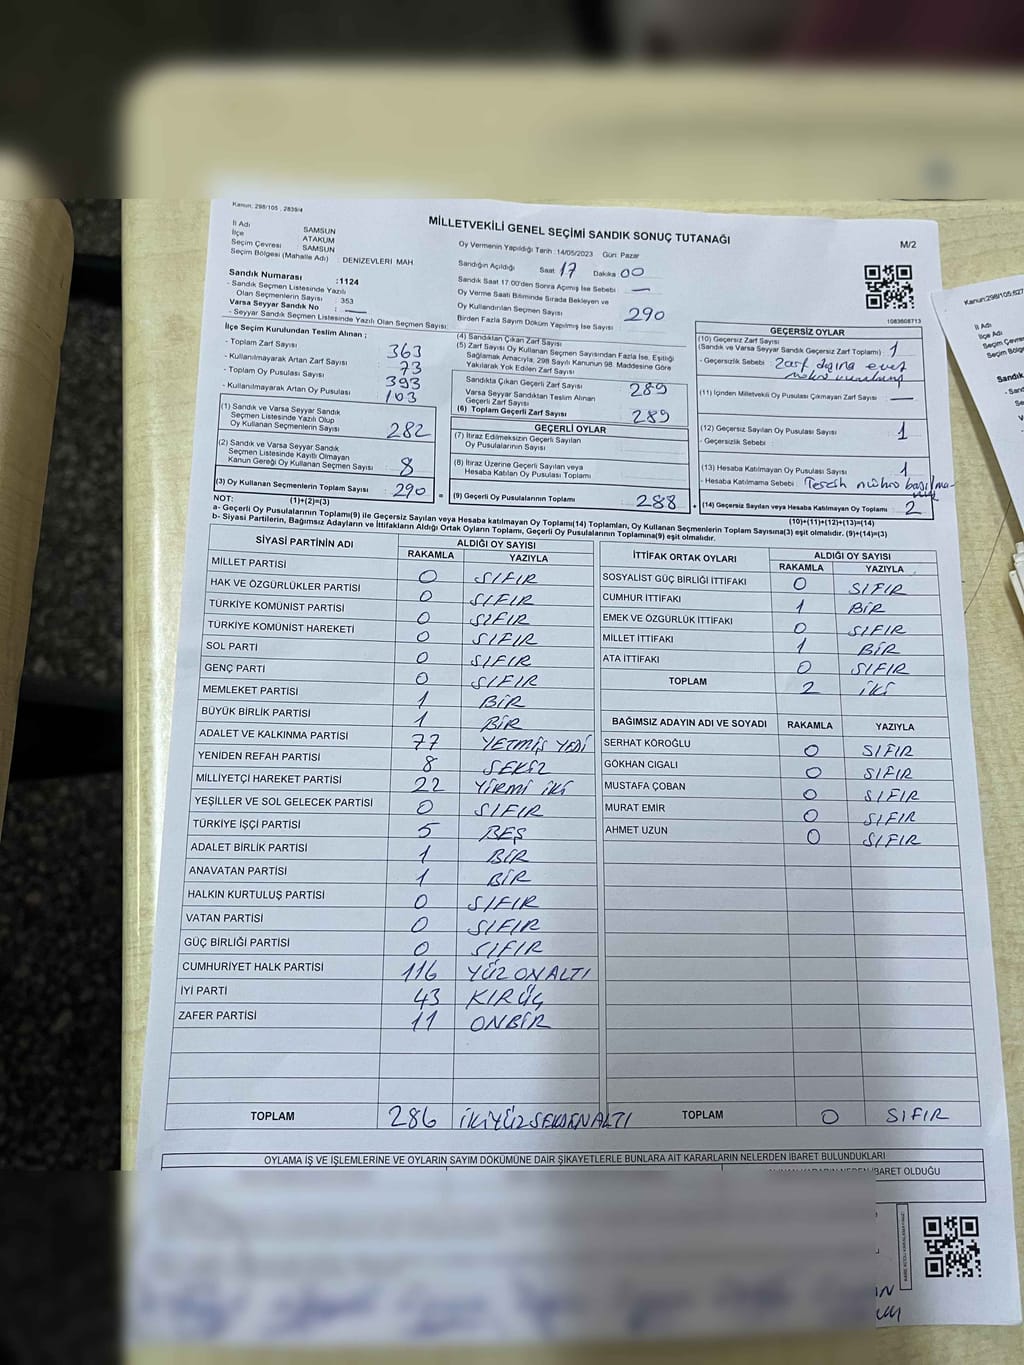 Kanun: 298/105 , 2839/4
MİLLETVEKİLİ GENEL SEÇİMİ SANDIK SONUÇ TUTANAĞI
M/2
İl Adı SAMSUN
İlçe ATAKUM
Seçim Çevresi SAMSUN
Seçim Bölgesi (Mahalle Adı) : DENİZEVLERİ MAH.
Sandık Numarası :1124
- Sandık Seçmen Listesinde Yazılı
Olan Seçmenlerin Sayısı : 353
Varsa Seyyar Sandık No : —
- Seyyar Sandık Seçmen Listesinde Yazılı Olan Seçmen Sayısı:
Oy Vermenin Yapıldığı Tarih : 14/05/2023 Gün: Pazar
Sandığın Açıldığı Saat 17 Dakika 00
Sandık Saat 17:00'den Sonra Açılmış İse Sebebi : —
Oy Verme Saati Bitiminde Sırada Bekleyen ve
Oy Kullandırılan Seçmen Sayısı : 290
Birden Fazla Sayım Döküm Yapılmış İse Sayısı :
1083608713
İlçe Seçim Kurulundan Teslim Alınan ;
- Toplam Zarf Sayısı : 363
- Kullanılmayarak Artan Zarf Sayısı : 73
- Toplam Oy Pusulası Sayısı : 393
- Kullanılmayarak Artan Oy Pusulası : 103
(1) Sandık ve Varsa Seyyar Sandık
Seçmen Listesinde Yazılı Olup
Oy Kullanan Seçmenlerin Sayısı : 282
(2) Sandık ve Varsa Seyyar Sandık
Seçmen Listesinde Kayıtlı Olmayan
Kanun Gereği Oy Kullanan Seçmen Sayısı : 8
(3) Oy Kullanan Seçmenlerin Toplam Sayısı : 290
(1)+(2)=(3)
(4) Sandıktan Çıkan Zarf Sayısı :
(5) Zarf Sayısı Oy Kullanan Seçmen Sayısından Fazla İse, Eşitliği
Sağlamak Amacıyla, 298 Sayılı Kanunun 98. Maddesine Göre
Yakılarak Yok Edilen Zarf Sayısı :
Sandıkta Çıkan Geçerli Zarf Sayısı : 289
Varsa Seyyar Sandıktan Teslim Alınan
Geçerli Zarf Sayısı :
(6) Toplam Geçerli Zarf Sayısı : 289
GEÇERLİ OYLAR
(7) İtiraz Edilmeksizin Geçerli Sayılan
Oy Pusulalarının Sayısı :
(8) İtiraz Üzerine Geçerli Sayılan veya
Hesaba Katılan Oy Pusulası Toplamı :
= (9) Geçerli Oy Pusulalarının Toplamı : 288 +
GEÇERSİZ OYLAR
(10) Geçersiz Zarf Sayısı
(Sandık ve Varsa Seyyar Sandık Geçersiz Zarf Toplamı) : 1
- Geçersizlik Sebebi : Zarf dışına evet
(11) İçinden Milletvekili Oy Pusulası Çıkmayan Zarf Sayısı : —
(12) Geçersiz Sayılan Oy Pusulası Sayısı : 1
- Geçersizlik Sebebi :
(13) Hesaba Katılmayan Oy Pusulası Sayısı : 1
- Hesaba Katılmama Sebebi : Tercih mührü basılma-
(14) Geçersiz Sayılan veya Hesaba Katılmayan Oy Toplamı : 2
(10)+(11)+(12)+(13)=(14)
NOT:
a- Geçerli Oy Pusulalarının Toplamı(9) ile Geçersiz Sayılan veya Hesaba katılmayan Oy Toplamı(14) Toplamları, Oy Kullanan Seçmenlerin Toplam Sayısına(3) eşit olmalıdır. (9)+(14)=(3)
b- Siyasi Partilerin, Bağımsız Adayların ve İttifakların Aldığı Ortak Oyların Toplamı, Geçerli Oy Pusulalarının Toplamına(9) eşit olmalıdır.
SİYASİ PARTİNİN ADI ALDIĞI OY SAYISI
RAKAMLA YAZIYLA
MİLLET PARTİSİ 0 SIFIR
HAK VE ÖZGÜRLÜKLER PARTİSİ 0 SIFIR
TÜRKİYE KOMÜNİST PARTİSİ 0 SIFIR
TÜRKİYE KOMÜNİST HAREKETİ 0 SIFIR
SOL PARTİ 0 SIFIR
GENÇ PARTİ 0 SIFIR
MEMLEKET PARTİSİ 1 BİR
BÜYÜK BİRLİK PARTİSİ 1 BİR
ADALET VE KALKINMA PARTİSİ 77 YETMİŞ YEDİ
YENİDEN REFAH PARTİSİ 8 SEKİZ
MİLLİYETÇİ HAREKET PARTİSİ 22 YİRMİ İKİ
YEŞİLLER VE SOL GELECEK PARTİSİ 0 SIFIR
TÜRKİYE İŞÇİ PARTİSİ 5 BEŞ
ADALET BİRLİK PARTİSİ 1 BİR
ANAVATAN PARTİSİ 1 BİR
HALKIN KURTULUŞ PARTİSİ 0 SIFIR
VATAN PARTİSİ 0 SIFIR
GÜÇ BİRLİĞİ PARTİSİ 0 SIFIR
CUMHURİYET HALK PARTİSİ 116 YÜZ ONALTI
İYİ PARTİ 43 KIRÜÇ
ZAFER PARTİSİ 11 ONBİR
TOPLAM 286 İKİYÜZSEKSENALTI
İTTİFAK ORTAK OYLARI ALDIĞI OY SAYISI
RAKAMLA YAZIYLA
SOSYALİST GÜÇ BİRLİĞİ İTTİFAKI 0 SIFIR
CUMHUR İTTİFAKI 1 BİR
EMEK VE ÖZGÜRLÜK İTTİFAKI 0 SIFIR
MİLLET İTTİFAKI 1 BİR
ATA İTTİFAKI 0 SIFIR
TOPLAM 2 İKİ
BAĞIMSIZ ADAYIN ADI VE SOYADI RAKAMLA YAZIYLA
SERHAT KÖROĞLU 0 SIFIR
GÖKHAN CIGALI 0 SIFIR
MUSTAFA ÇOBAN 0 SIFIR
MURAT EMİR 0 SIFIR
AHMET UZUN 0 SIFIR
TOPLAM 0 SIFIR
OYLAMA İŞ VE İŞLEMLERİNE VE OYLARIN SAYIM DÖKÜMÜNE DAİR ŞİKAYETLERLE BUNLARA AİT KARARLARIN NELERDEN İBARET BULUNDUKLARI
İBARET OLDUĞU
Kanun:298/105;627
İl Adı
İlçe Adı
Seçim Çevre
Seçim Bölge
Sandık